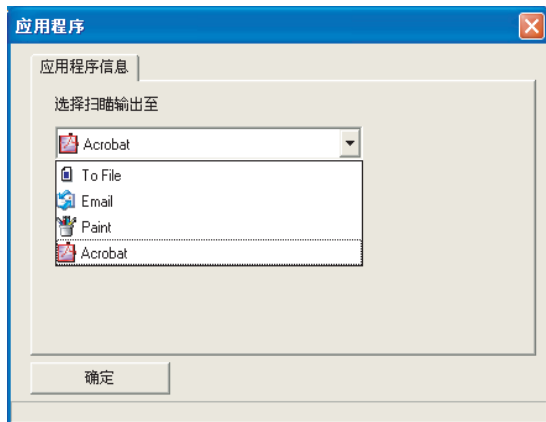 应用程序
应用程序信息
选择扫瞄输出至
Acrobat
To File
Email
Paint
Acrobat
确定